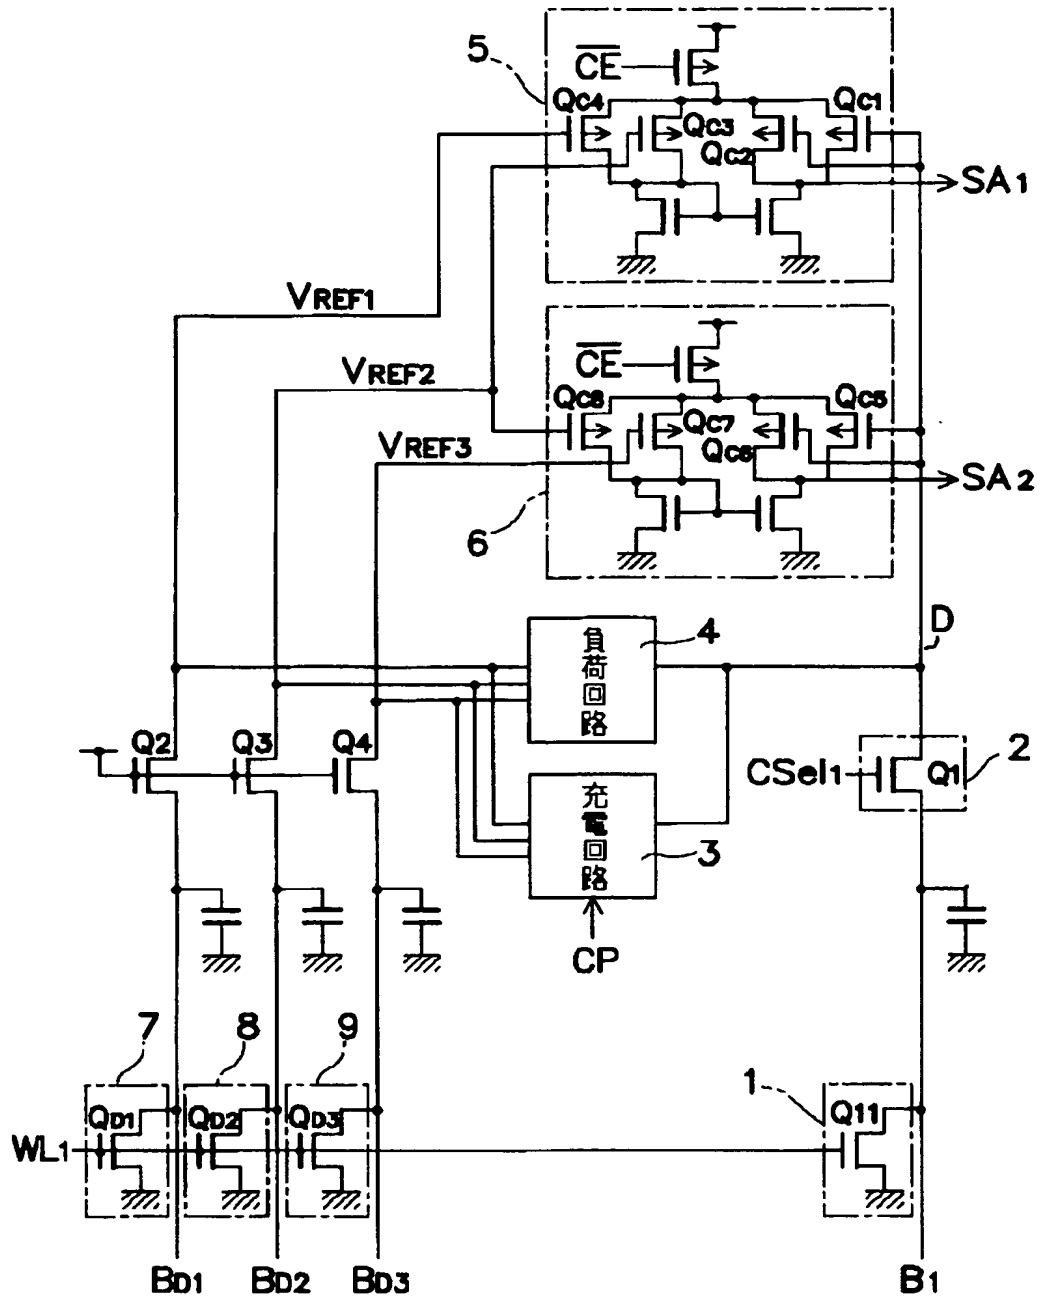 5
CE
QC4
QC3
QC1
QC2
SA1
VREF1
CE
VREF2
QC8
QC7
QC5
QC6
VREF3
SA2
6
D
負荷回路
4
Q2
Q3
Q4
CSel1
Q1
2
充電回路
3
CP
7
8
9
1
QD1
QD2
QD3
Q11
WL1
BD1
BD2
BD3
B1